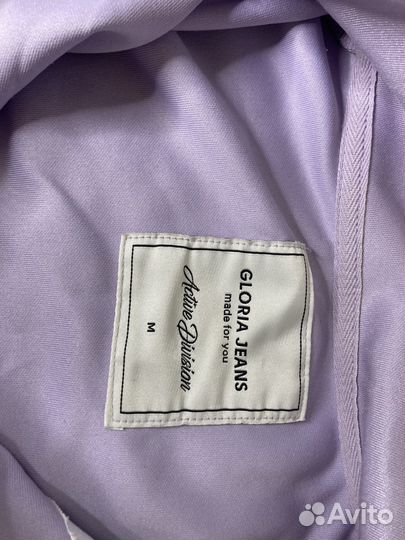 GLORIA JEANS
made for you
Active Division
M
Avito